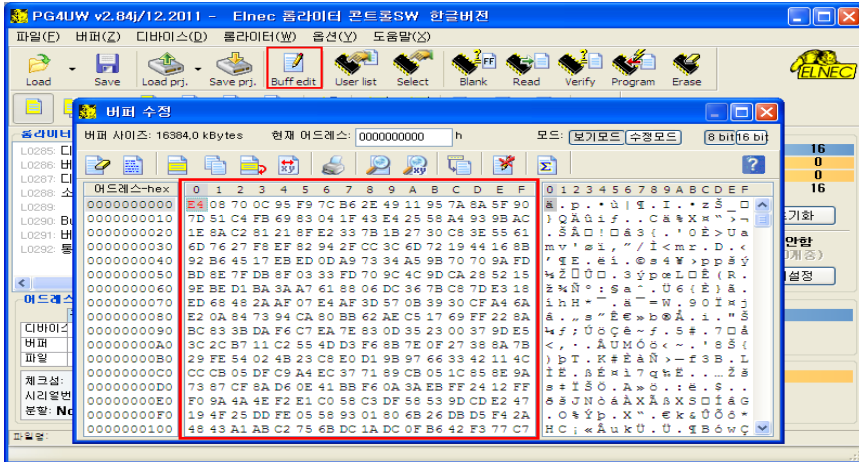 PG4UW v2.84j/12.2011 - Elnec 롬라이터 콘트롤SW 한글버전
파일(F) 버퍼(Z) 디바이스(D) 롬라이터(W) 옵션(Y) 도움말(X)
Load Save Load prj. Save prj. Buff edit User list Select Blank Read Verify Program Erase
ELNEC
버퍼 수정
버퍼 사이즈: 16384,0 kBytes 현재 어드레스: 0000000000 h 모드: 보기모드 수정모드 8 bit 16 bit
어드레스-hex 0 1 2 3 4 5 6 7 8 9 A B C D E F 0 1 2 3 4 5 6 7 8 9 A B C D E F
0000000000 E4 08 70 0C 95 F9 7C B6 2E 49 11 95 7A 8A 5F 90
0000000010 7D 51 C4 FB 69 83 04 1F 43 E4 25 58 A4 93 9B AC
0000000020 1E 8A C2 81 21 8F E2 33 7B 1B 27 30 C8 3E 55 61
0000000030 6D 76 27 F8 EF 82 94 2F CC 3C 6D 72 19 44 16 8B
0000000040 92 B6 45 17 EB ED 0D A9 73 34 A5 9B 70 70 9A FD
0000000050 BD 8E 7F DB 8F 03 33 FD 70 9C 4C 9D CA 28 52 15
0000000060 9E BE D1 BA 3A A7 61 88 06 DC 36 7B C8 7D E3 18
0000000070 ED 68 48 2A AF 07 E4 AF 3D 57 0B 39 30 CF A4 6A
0000000080 E2 0A 84 73 94 CA 80 BB 62 AE C5 17 69 FF 22 8A
0000000090 BC 83 3B DA F6 C7 EA 7E 83 0D 35 23 00 37 9D E5
00000000A0 3C 2C B7 11 C2 55 4D D3 F6 8B 7E 0F 27 38 8A 7B
00000000B0 29 FE 54 02 4B 23 C8 E0 D1 9B 97 66 33 42 11 4C
00000000C0 CC CB 05 DF C9 A4 EC 37 71 89 CB 05 1C 85 8E 9A
00000000D0 73 87 CF 8A D6 0E 41 BB F6 0A 3A EB FF 24 12 FF
00000000E0 F0 9A 4A 4E F2 E1 C0 58 C3 DF 58 53 9D CD E2 47
00000000F0 19 4F 25 DD FE 05 58 93 01 80 6B 26 DB D5 F4 2A
0000000100 48 43 A1 AB C2 75 6B DC 1A DC 0F B6 42 F3 77 C7
롬라이터
L0285:
L0286:
L0287:
L0288:
L0289:
L0290:
L0291:
L0292:
버퍼
파일
체크섬:
시리얼번
분할:
파일명:
16
0
0
16